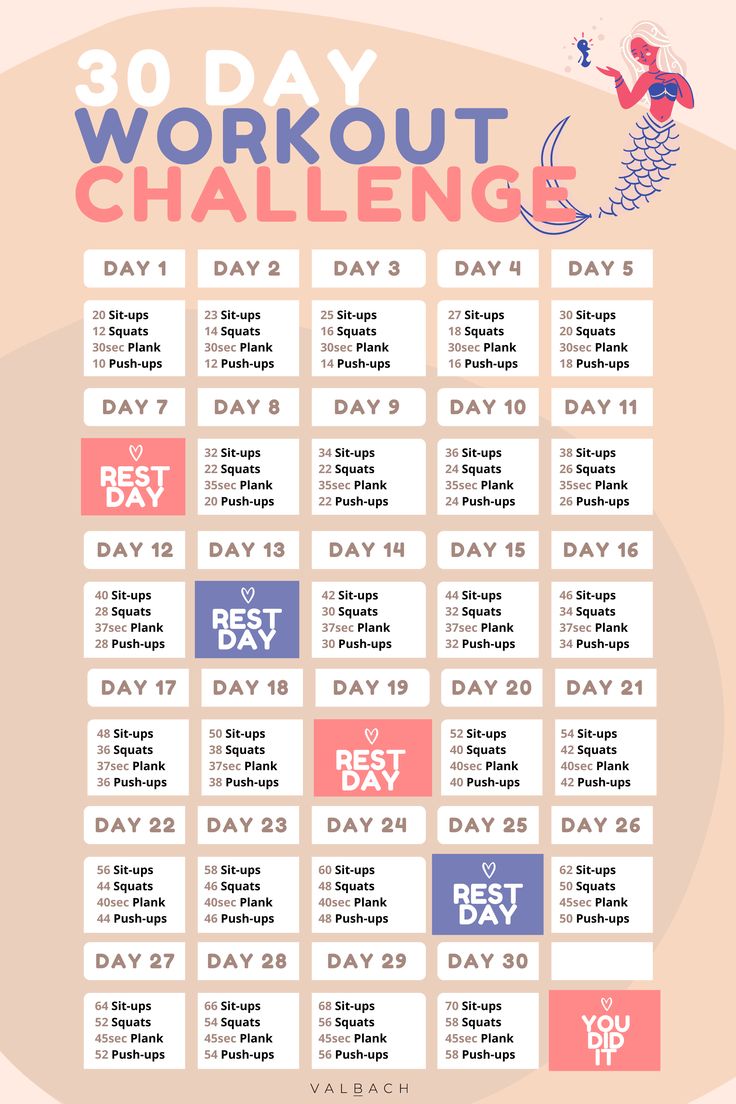 30 DAY
WORKOUT
CHALLENGE
DAY 1
20 Sit-ups
12 Squats
30sec Plank
10 Push-ups
DAY 2
23 Sit-ups
14 Squats
30sec Plank
12 Push-ups
DAY 3
25 Sit-ups
16 Squats
30sec Plank
14 Push-ups
DAY 4
27 Sit-ups
18 Squats
30sec Plank
16 Push-ups
DAY 5
30 Sit-ups
20 Squats
30sec Plank
18 Push-ups
DAY 7
REST
DAY
DAY 8
32 Sit-ups
22 Squats
35sec Plank
20 Push-ups
DAY 9
34 Sit-ups
22 Squats
35sec Plank
22 Push-ups
DAY 10
36 Sit-ups
24 Squats
35sec Plank
24 Push-ups
DAY 11
38 Sit-ups
26 Squats
35sec Plank
26 Push-ups
DAY 12
40 Sit-ups
28 Squats
37sec Plank
28 Push-ups
DAY 13
REST
DAY
DAY 14
42 Sit-ups
30 Squats
37sec Plank
30 Push-ups
DAY 15
44 Sit-ups
32 Squats
37sec Plank
32 Push-ups
DAY 16
46 Sit-ups
34 Squats
37sec Plank
34 Push-ups
DAY 17
48 Sit-ups
36 Squats
37sec Plank
36 Push-ups
DAY 18
50 Sit-ups
38 Squats
37sec Plank
38 Push-ups
DAY 19
REST
DAY
DAY 20
52 Sit-ups
40 Squats
40sec Plank
40 Push-ups
DAY 21
54 Sit-ups
42 Squats
40sec Plank
42 Push-ups
DAY 22
56 Sit-ups
44 Squats
40sec Plank
44 Push-ups
DAY 23
58 Sit-ups
46 Squats
40sec Plank
46 Push-ups
DAY 24
60 Sit-ups
48 Squats
40sec Plank
48 Push-ups
DAY 25
REST
DAY
DAY 26
62 Sit-ups
50 Squats
45sec Plank
50 Push-ups
DAY 27
64 Sit-ups
52 Squats
45sec Plank
52 Push-ups
DAY 28
66 Sit-ups
54 Squats
45sec Plank
54 Push-ups
DAY 29
68 Sit-ups
56 Squats
45sec Plank
56 Push-ups
DAY 30
70 Sit-ups
58 Squats
45sec Plank
58 Push-ups
YOU
DID
IT
VALBACH